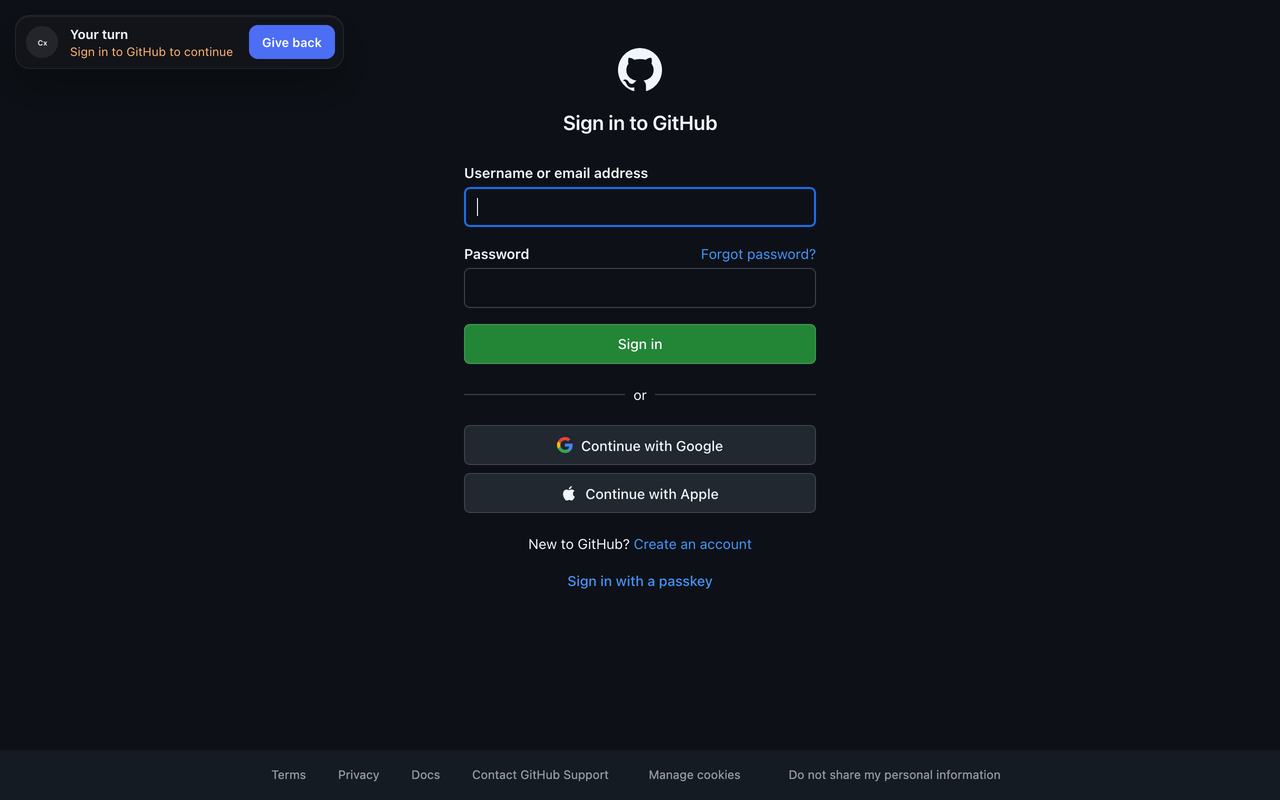 Cx
Your turn
Sign in to GitHub to continue
Give back
Sign in to GitHub
Username or email address
Password
Forgot password?
Sign in
or
Continue with Google
Continue with Apple
New to GitHub? Create an account
Sign in with a passkey
Terms
Privacy
Docs
Contact GitHub Support
Manage cookies
Do not share my personal information